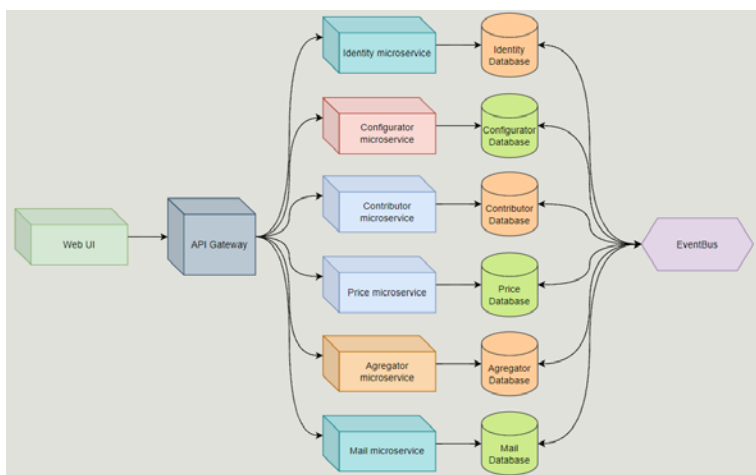 Web UI
API Gateway
Identity microservice
Identity
Database
Configurator
microservice
Configurator
Database
Contributor
microservice
Contributor
Database
Price microservice
Price
Database
Agregator
microservice
Agregator
Database
Mail microservice
Mail
Database
EventBus